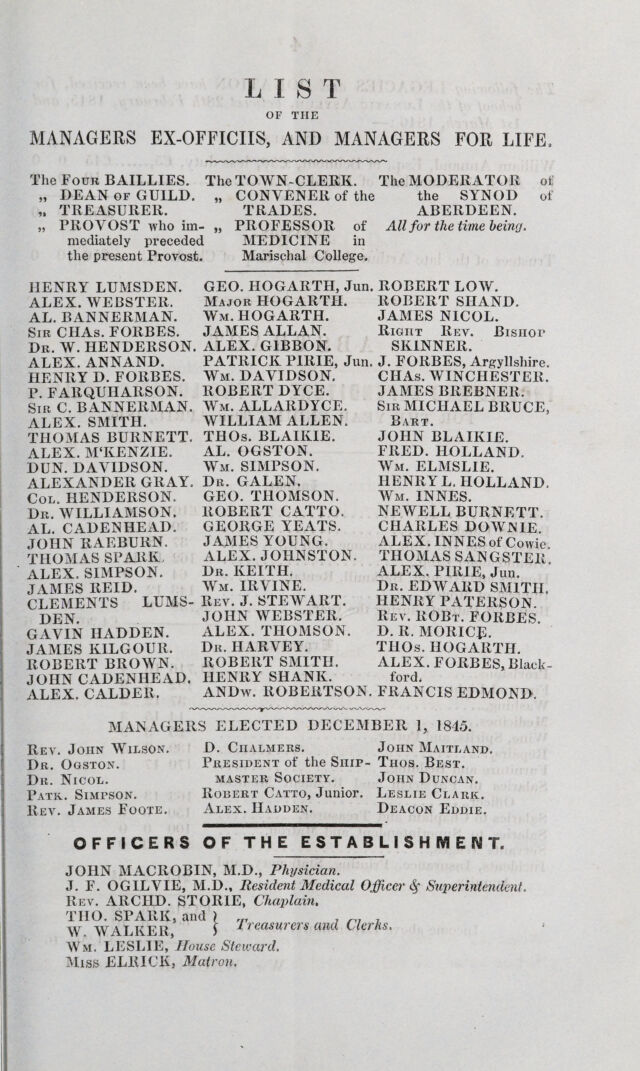 LIST
OF THE
MANAGERS EX-OFFICIIS, AND MANAGERS FOR LIFE.
The Four BAILLIES.
„ DEAN OF GUILD.
„ TREASURER.
„ PROVOST who im-
mediately preceded
the present Provost.
The TOWN-CLERK.
„ CONVENER of the
TRADES.
„ PROFESSOR of
MEDICINE in
Marischal College.
The MODERATOR of
the SYNOD of
ABERDEEN.
All for the time being.
HENRY LUMSDEN.
ALEX. WEBSTER.
AL. BANNERMAN.
Sir CHAs. FORBES.
Dr. W. HENDERSON.
ALEX. ANNAND.
HENRY D. FORBES.
P. FARQUHARSON.
Sir C. BANNERMAN.
ALEX. SMITH.
THOMAS BURNETT.
ALEX. M'KENZIE.
DUN. DAVIDSON.
ALEXANDER GRAY.
Col. HENDERSON.
Dr. WILLIAMSON.
AL. CADENHEAD.
JOHN RAEBURN.
THOMAS SPARK.
ALEX. SIMPSON.
JAMES REID.
CLEMENTS LUMS-
DEN.
GAVIN HADDEN.
JAMES KILGOUR.
ROBERT BROWN.
JOHN CADENHEAD.
ALEX. CALDER.
GEO. HOGARTH, Jun.
Major HOGARTH.
Wm. HOGARTH.
JAMES ALLAN.
ALEX. GIBBON.
PATRICK PIRIE, Jun.
Wm. DAVIDSON.
ROBERT DYCE.
Wm. ALLARDYCE.
WILLIAM ALLEN.
THOs. BLAIKIE.
AL. OGSTON.
Wm. SIMPSON.
Dr. GALEN.
GEO. THOMSON.
ROBERT CATTO.
GEORGE YEATS.
JAMES YOUNG.
ALEX. JOHNSTON.
Dr. KEITH.
Wm. IRVINE.
Rev. J. STEWART.
JOHN WEBSTER.
ALEX. THOMSON.
Dr. HARVEY.
ROBERT SMITH.
HENRY SHANK.
ANDw. ROBERTSON.
ROBERT LOW.
ROBERT SHAND.
JAMES NICOL.
Right Rev. Bishop
SKINNER.
J. FORBES, Argyllshire.
CHAs. WINCHESTER.
JAMES BREBNER.
Sir MICHAEL BRUCE,
Bart.
JOHN BLAIKIE.
FRED. HOLLAND.
Wm. ELMSLIE.
HENRY L. HOLLAND.
Wm. INNES.
NEWELL BURNETT.
CHARLES DOWNIE.
ALEX. INNES of Cowie.
THOMAS SANGSTER.
ALEX. PIRIE, Jun.
Dr. EDWARD SMITH.
HENRY PATERSON.
Rev. ROBt. FORBES.
D. R. MORICE.
THOs. HOGARTH.
ALEX. FORBES, Black-
ford.
FRANCIS EDMOND.
MANAGERS ELECTED DECEMBER 1, 1845.
Rev. John Wilson.
Dr. Ogston.
Dr. Nicol.
Patk. Simpson.
Rev. James Foote.
D. Chalmers.
President of the Ship-
master Society.
Robert Catto, Junior.
Alex. Hadden.
John Maitland.
Thos. Best.
John Duncan.
Leslie Clark.
Deacon Eddie.
OFFICERS OF THE ESTABLISHMENT.
JOHN MACROBIN, M.D., Physician.
J. F. OGILVIE, M.D., Resident Medical Officer & Superintendent.
Rev. ARCHD. STORIE, Chaplain.
THO. SPARK, and }
W. WALKER, } Treasurers and Clerks.
Wm. LESLIE, House Steward.
Miss ELRICK, Matron.